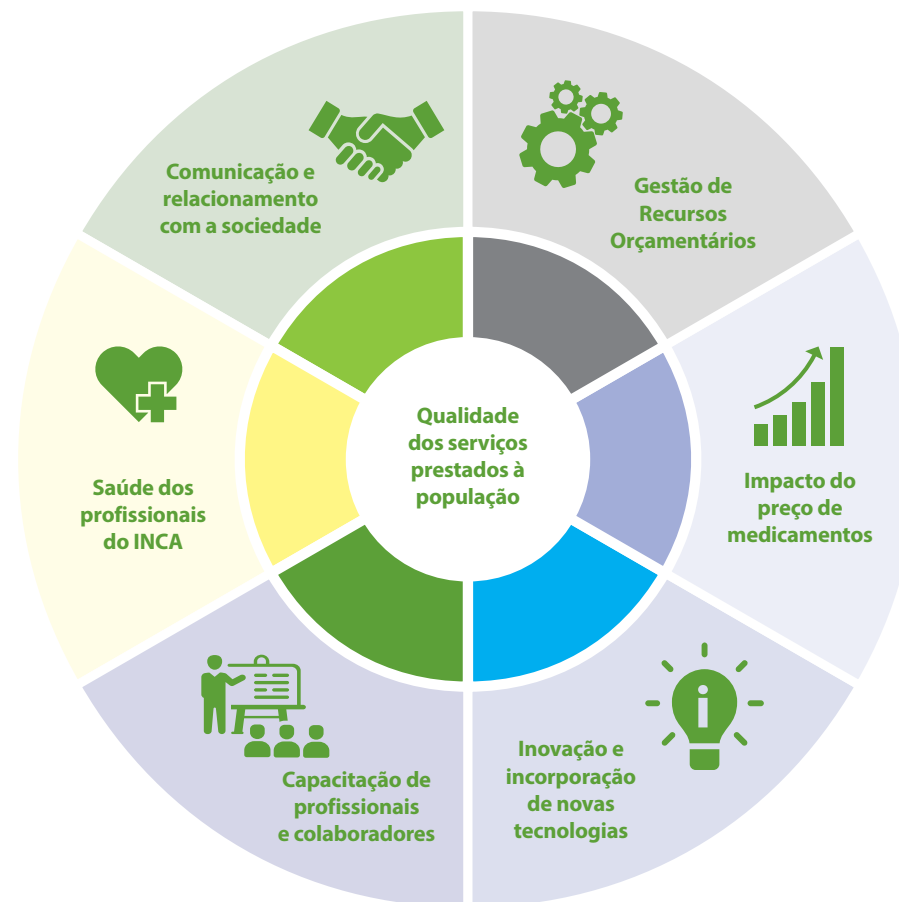 Comunicação e
relacionamento
com a sociedade
Gestão de
Recursos
Orçamentários
Impacto do
preço de
medicamentos
Inovação e
incorporação
de novas
tecnologias
Capacitação de
profissionais
e colaboradores
Saúde dos
profissionais
do INCA
Qualidade
dos serviços
prestados à
população